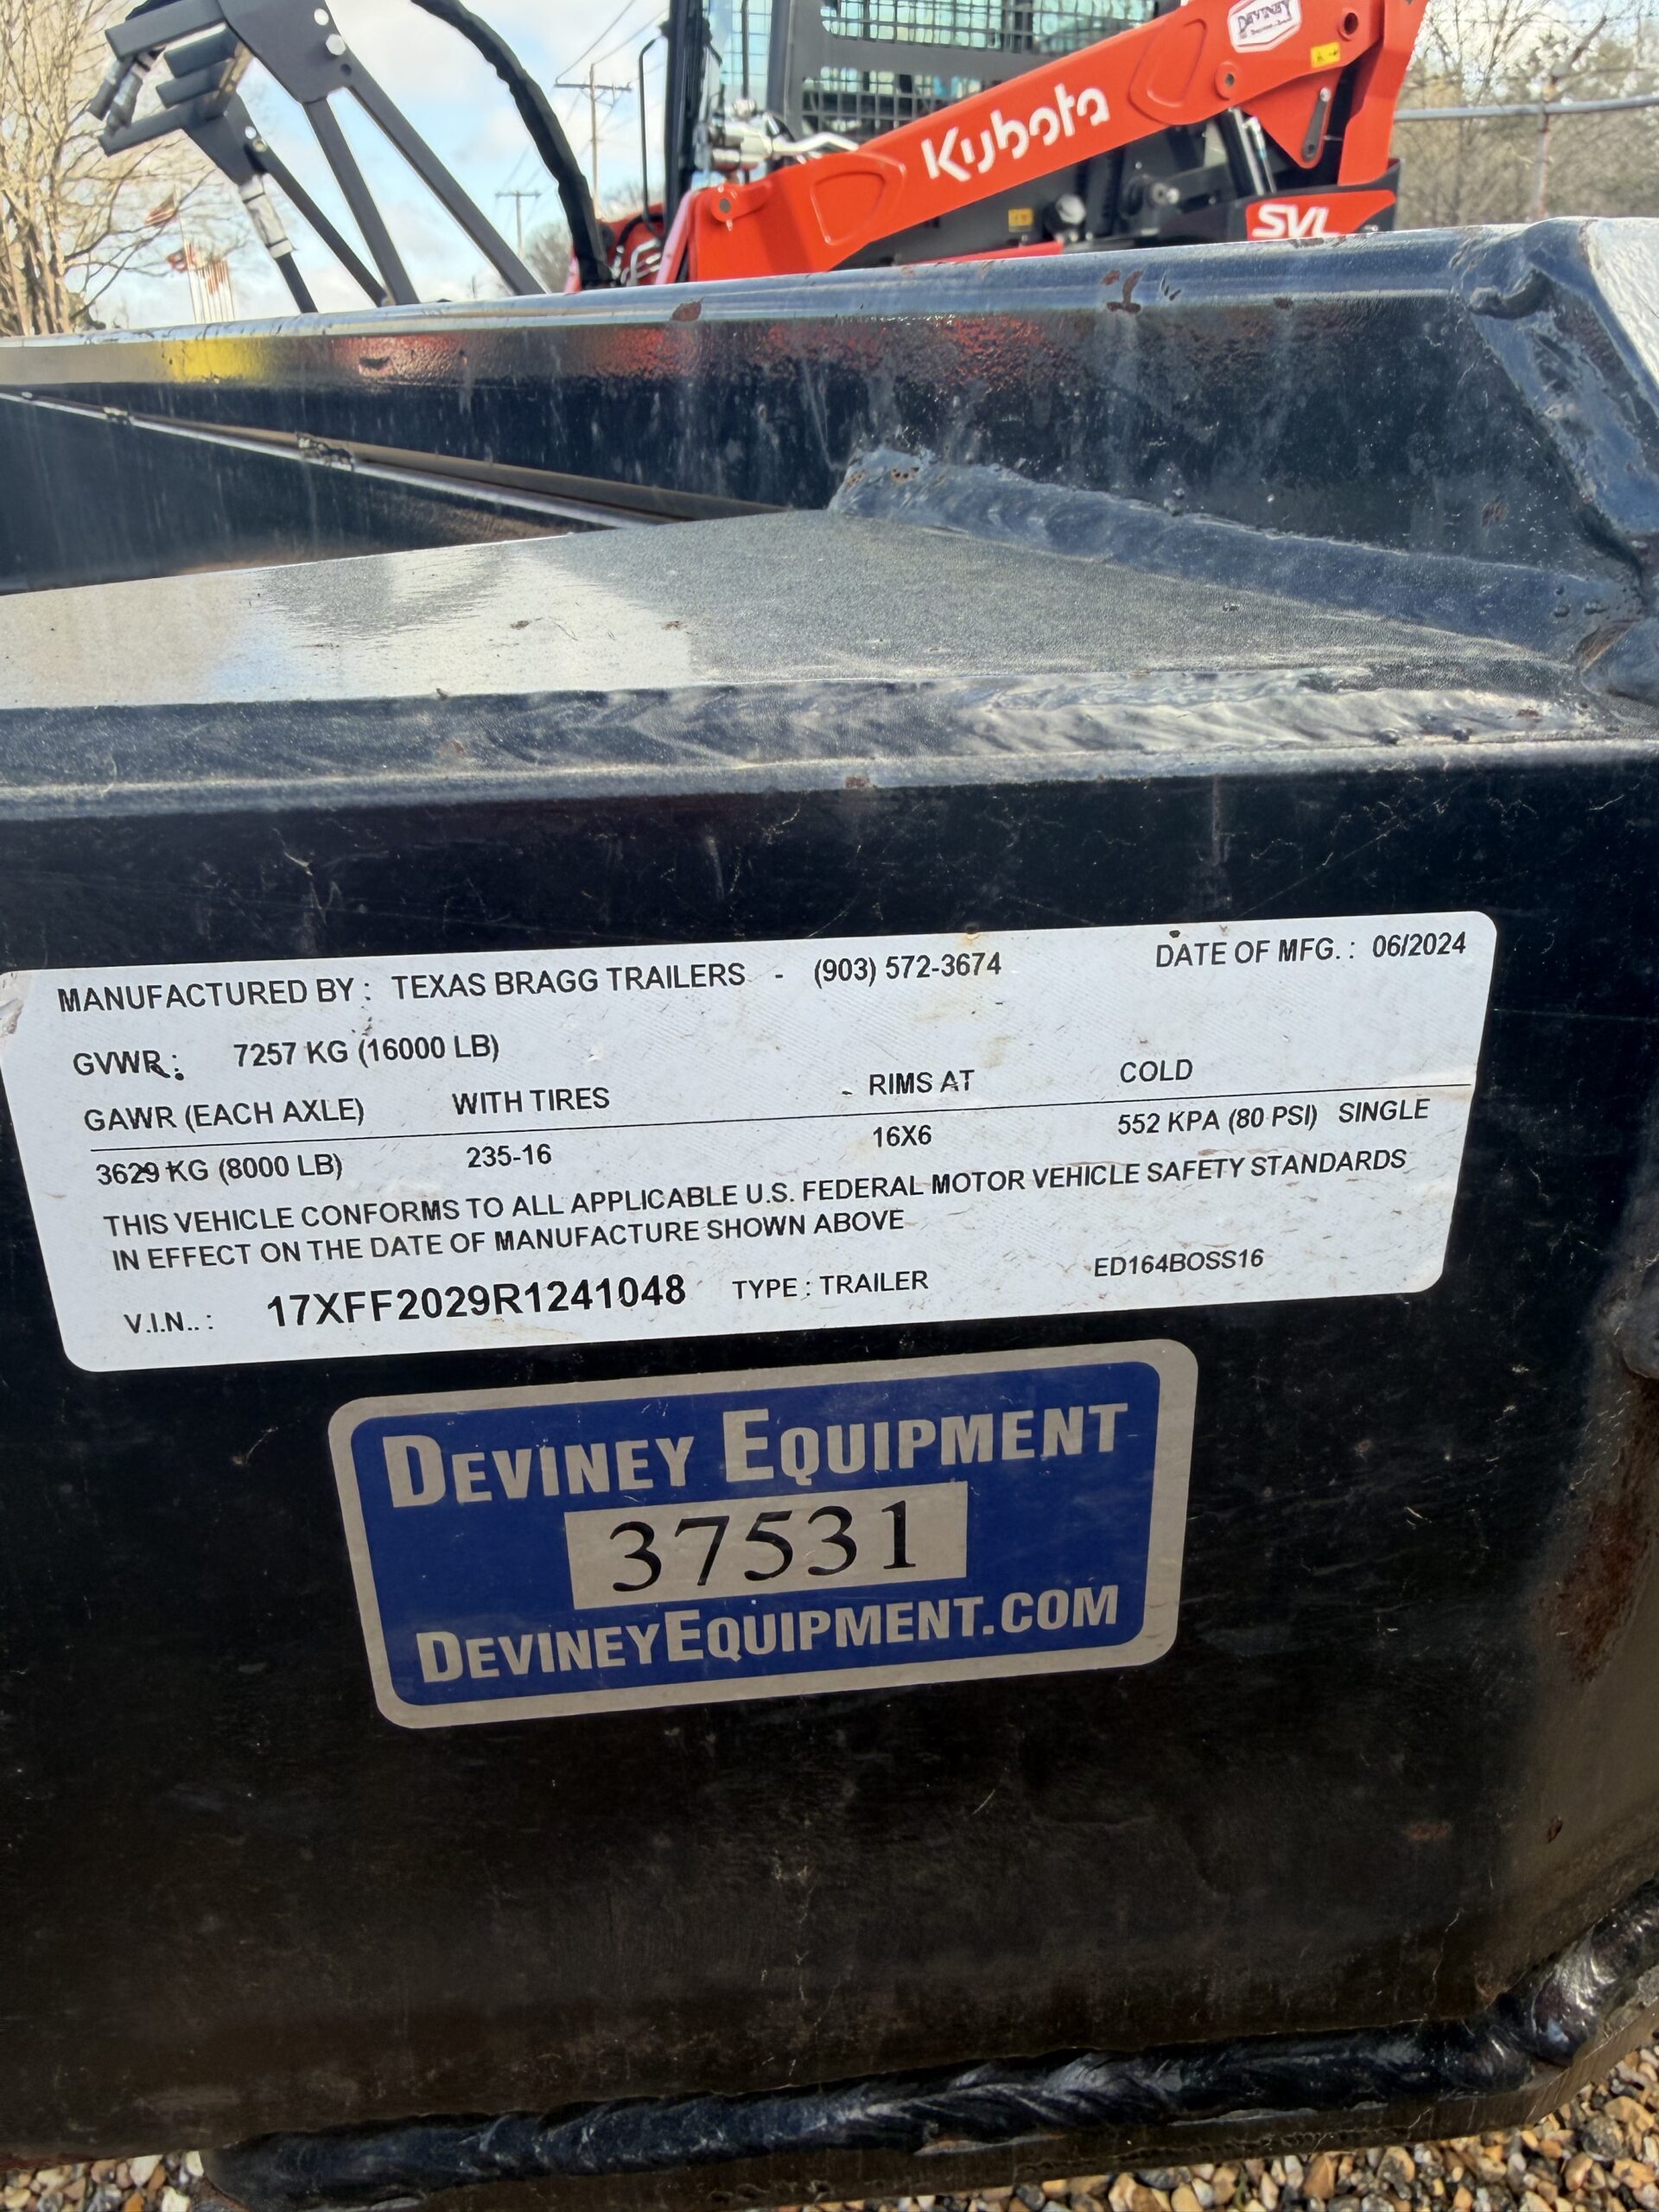 DEVINEY
Kubota
SVL
MANUFACTURED BY : TEXAS BRAGG TRAILERS - (903) 572-3674 DATE OF MFG. : 06/2024
GVWR: 7257 KG (16000 LB)
GAWR (EACH AXLE) WITH TIRES RIMS AT COLD
3629 KG (8000 LB) 235-16 16X6 552 KPA (80 PSI) SINGLE
THIS VEHICLE CONFORMS TO ALL APPLICABLE U.S. FEDERAL MOTOR VEHICLE SAFETY STANDARDS
IN EFFECT ON THE DATE OF MANUFACTURE SHOWN ABOVE
V.I.N.. : 17XFF2029R1241048 TYPE : TRAILER ED164BOSS16
DEVINEY EQUIPMENT
37531
DEVINEYEQUIPMENT.COM